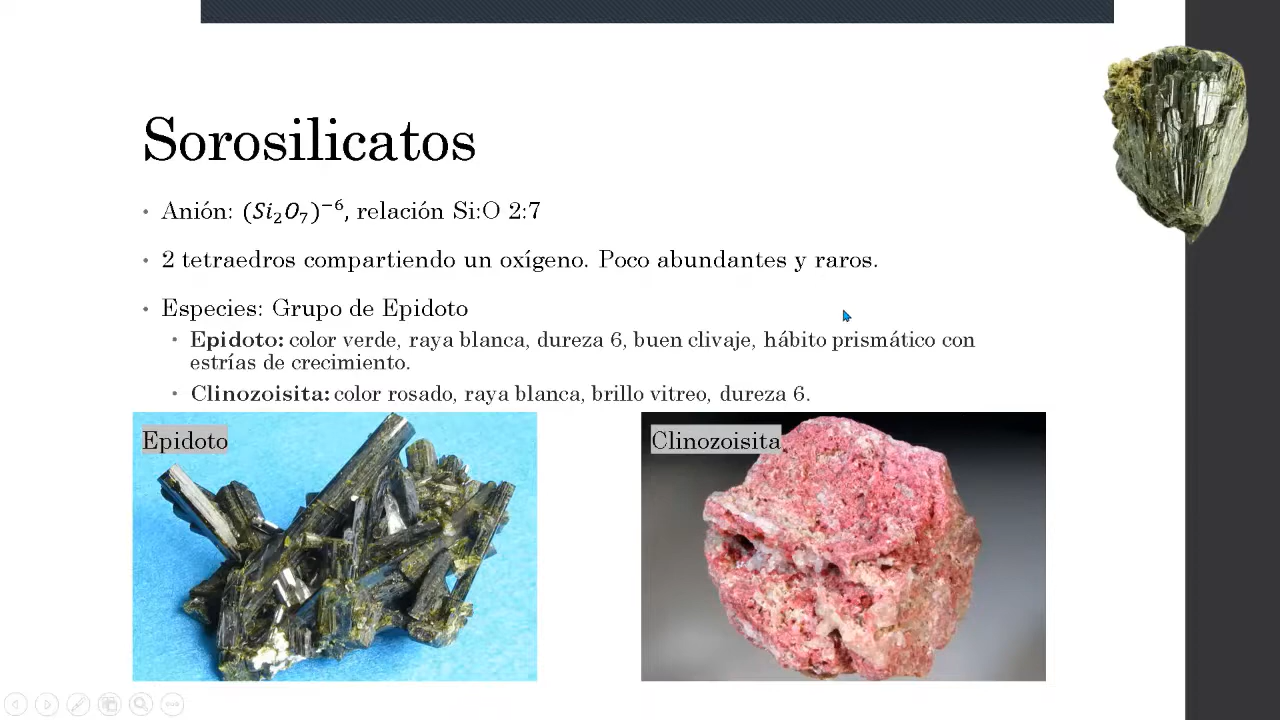 Sorosilicatos
• Anión: (Si₂O₇)⁻⁶, relación Si:O 2:7
• 2 tetraedros compartiendo un oxígeno. Poco abundantes y raros.
• Especies: Grupo de Epidoto
• Epidoto: color verde, raya blanca, dureza 6, buen clivaje, hábito prismático con
estrías de crecimiento.
• Clinozoisita: color rosado, raya blanca, brillo vitreo, dureza 6.
Epidoto
Clinozoisita